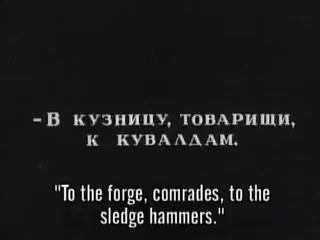 - В КУЗНИЦУ, ТОВАРИЩИ,
К КУВАЛДАМ.
"To the forge, comrades, to the
sledge hammers."